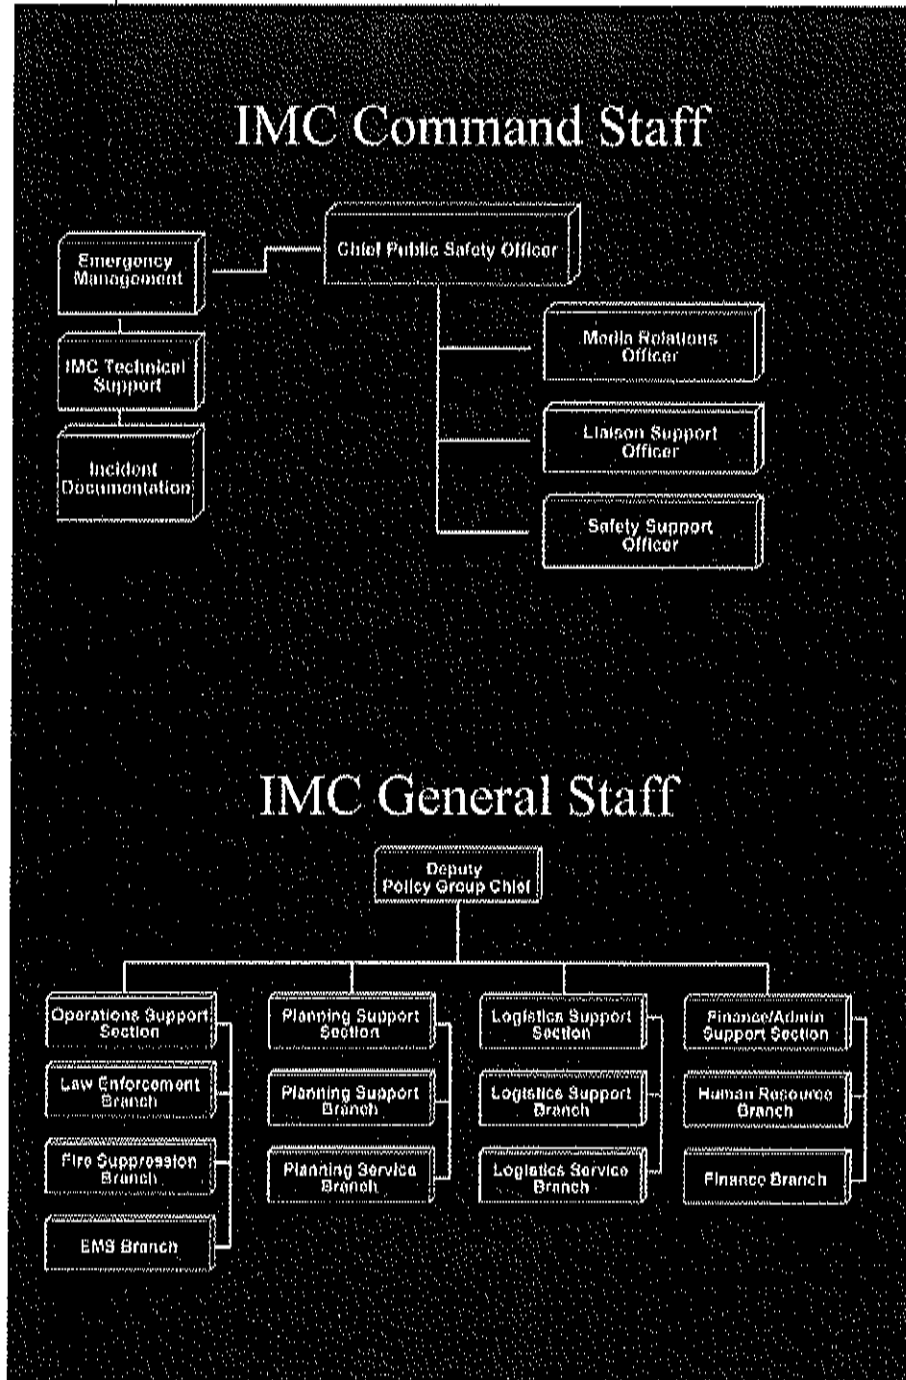 IMC Command Staff
Chief Public Safety Officer
Emergency
Management
IMC Technical
Support
Incident
Documentation
Media Relations
Officer
Liaison Support
Officer
Safety Support
Officer
IMC General Staff
Deputy
Policy Group Chief
Operations Support
Section
Law Enforcement
Branch
Fire Suppression
Branch
EMS Branch
Planning Support
Section
Planning Support
Branch
Planning Service
Branch
Logistics Support
Section
Logistics Support
Branch
Logistics Service
Branch
Finance/Admin
Support Section
Human Resource
Branch
Finance Branch